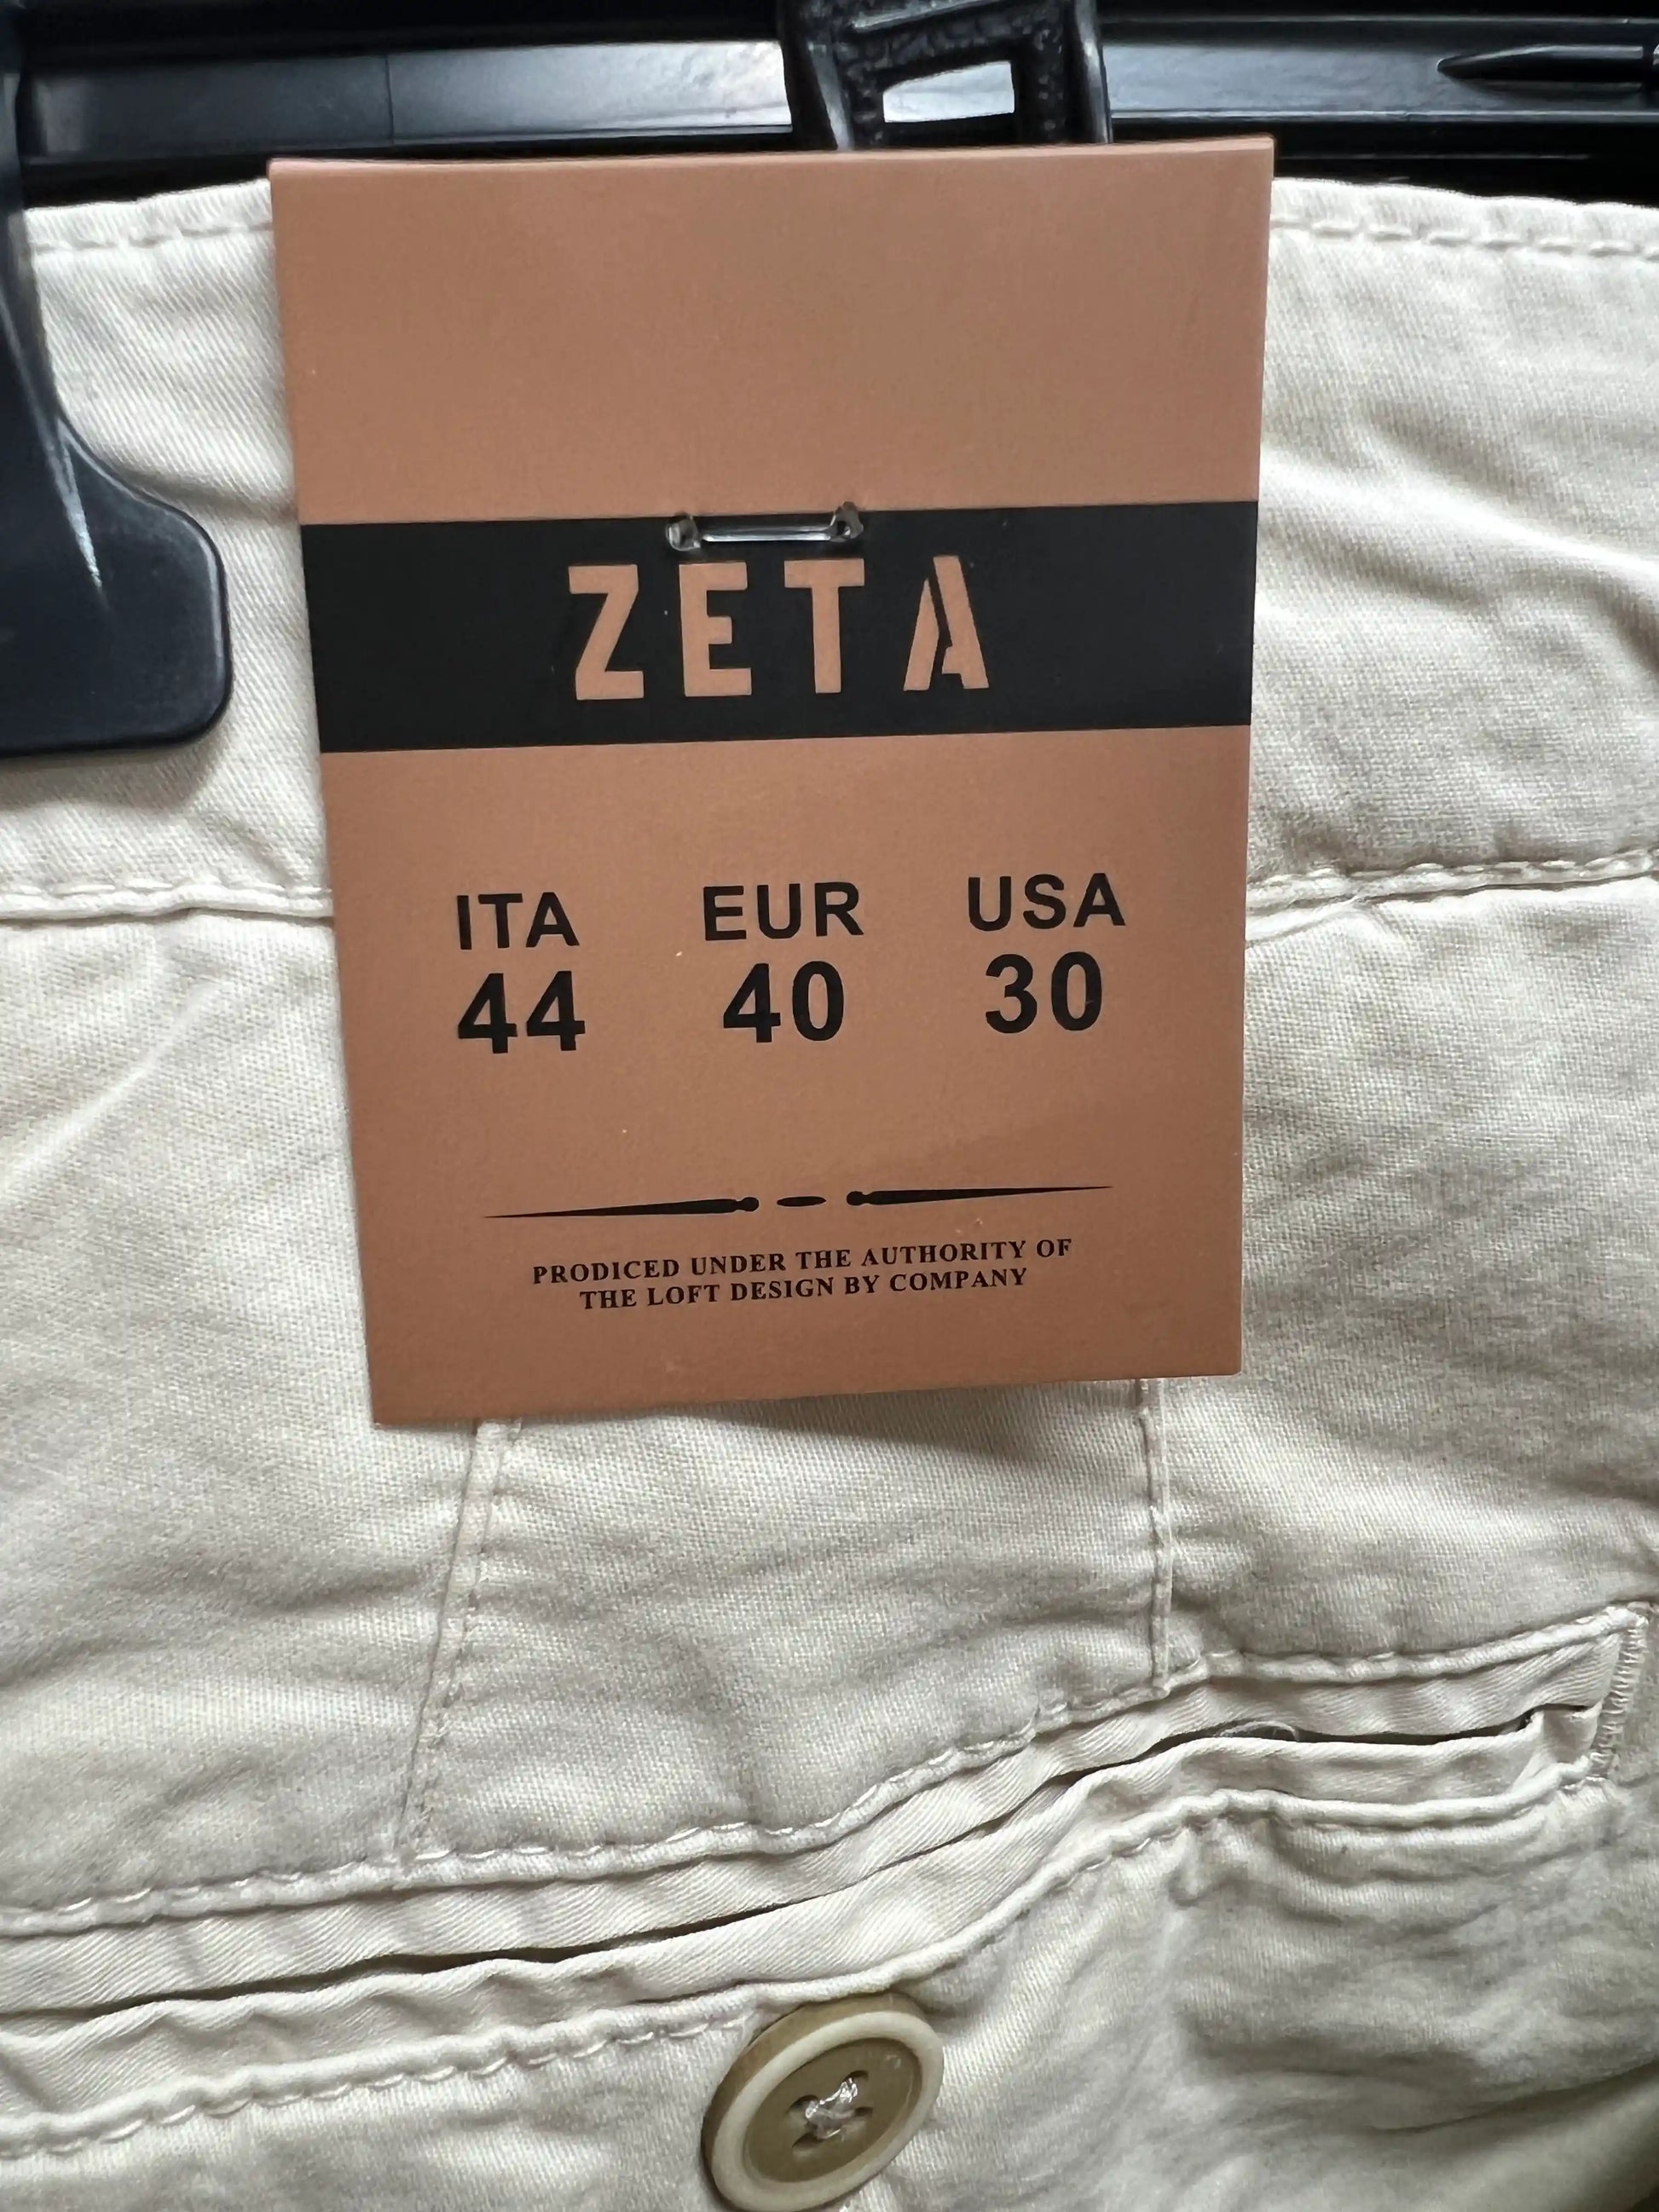 ZETA
ITA EUR USA
44 40 30
PRODICED UNDER THE AUTHORITY OF
THE LOFT DESIGN BY COMPANY